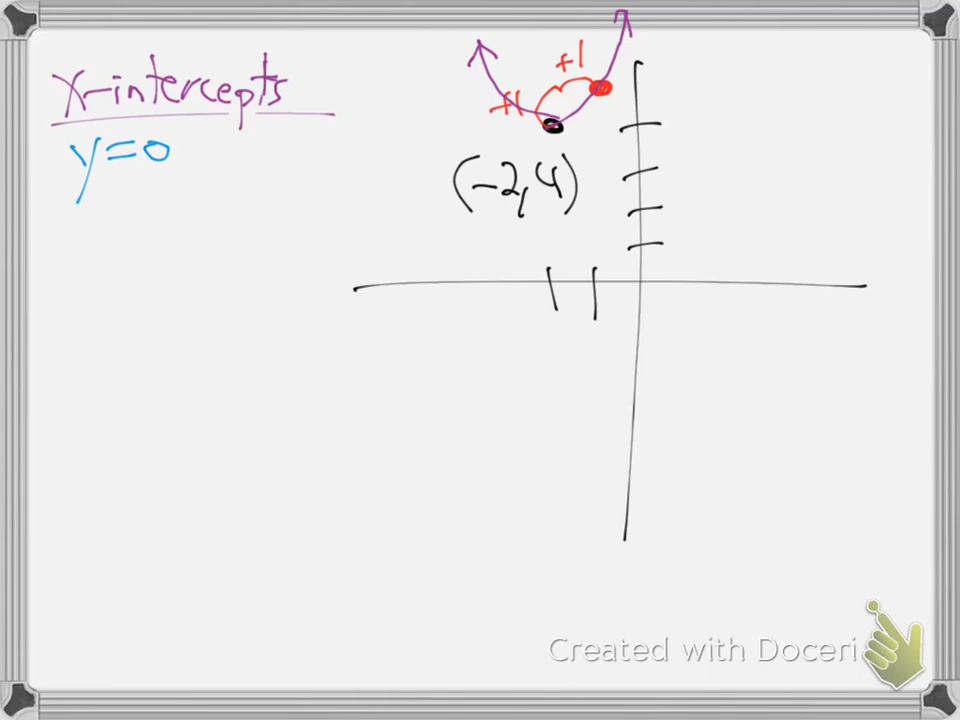 x-intercepts
y=0
+1
+1
(-2,4)
Created with Doceri